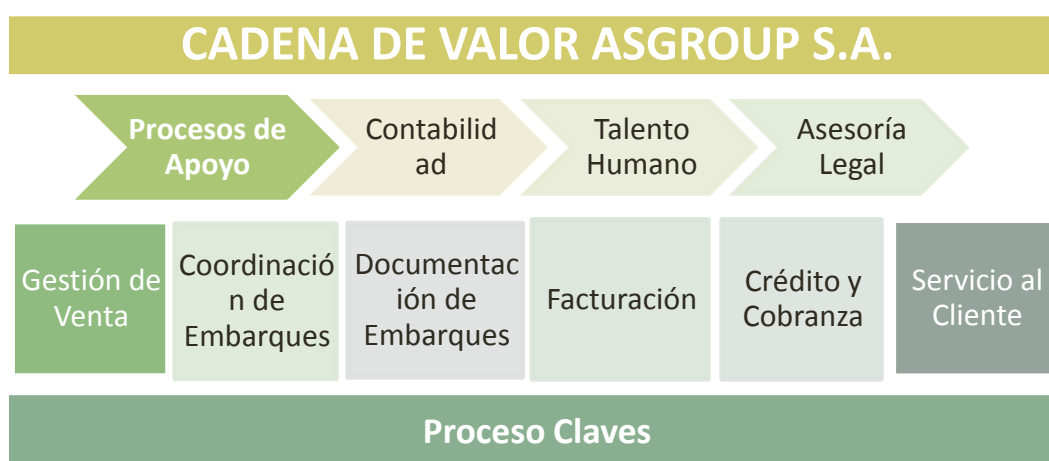 CADENA DE VALOR ASGROUP S.A.
Procesos de
Apoyo
Contabilid
ad
Talento
Humano
Asesoría
Legal
Gestión de
Venta
Coordinació
n de
Embarques
Documentac
ión de
Embarques
Facturación
Crédito y
Cobranza
Servicio al
Cliente
Proceso Claves